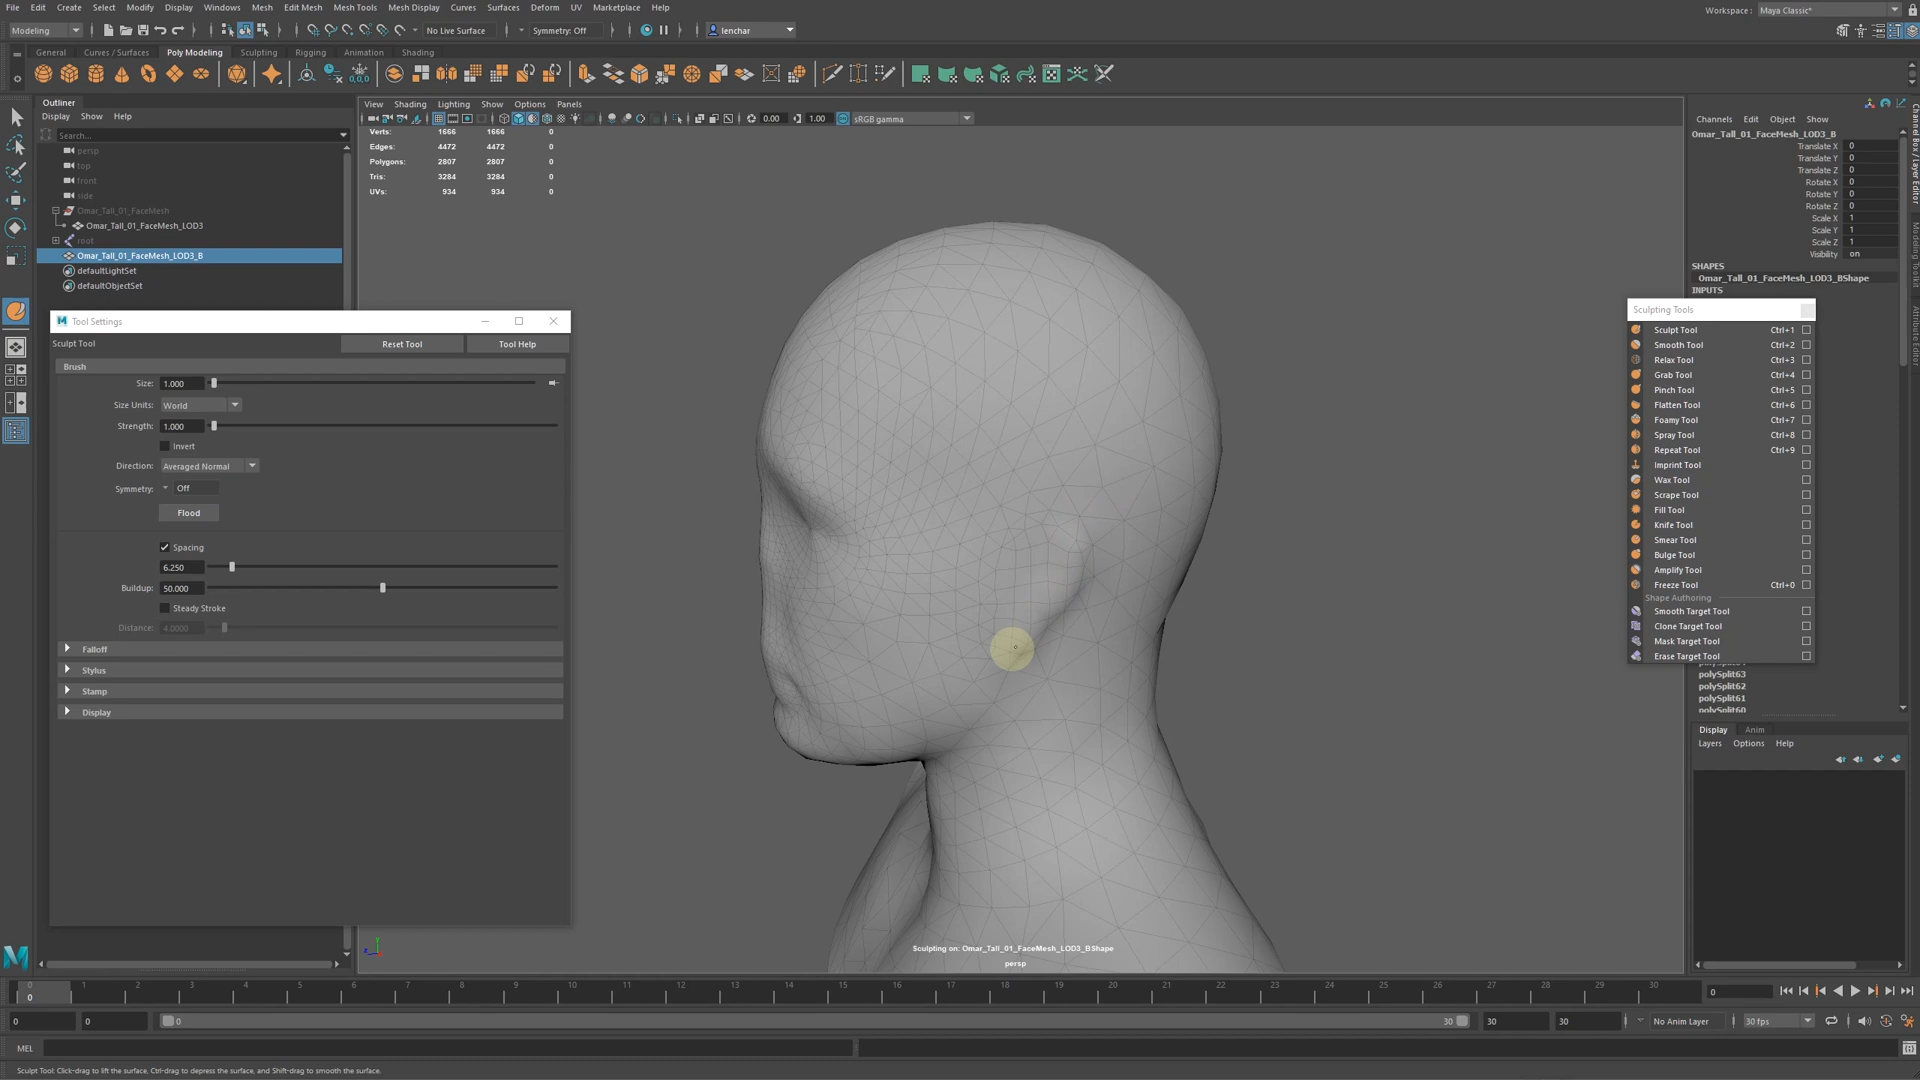 File Edit Create Select Modify Display Windows Mesh Edit Mesh Mesh Tools Mesh Display Curves Surfaces Deform UV Marketplace Help
Workspace : Maya Classic*
Modeling
No Live Surface
Symmetry: Off
lenchar
General Curves / Surfaces Poly Modeling Sculpting Rigging Animation Shading
Outliner
Display Show Help
Search...
persp
top
front
side
Omar_Tall_01_FaceMesh
Omar_Tall_01_FaceMesh_LOD3
root
Omar_Tall_01_FaceMesh_LOD3_B
defaultLightSet
defaultObjectSet
View Shading Lighting Show Options Panels
0.00 1.00 sRGB gamma
Verts: 1666 1666 0
Edges: 4472 4472 0
Polygons: 2807 2807 0
Tris: 3284 3284 0
UVs: 934 934 0
Tool Settings
Sculpt Tool Reset Tool Tool Help
Brush
Size: 1.000
Size Units: World
Strength: 1.000
Invert
Direction: Averaged Normal
Symmetry: Off
Flood
Spacing
6.250
Buildup: 50.000
Steady Stroke
Distance: 4.0000
Falloff
Stylus
Stamp
Display
Sculpting on: Omar_Tall_01_FaceMesh_LOD3_BShape
persp
Channels Edit Object Show
Omar_Tall_01_FaceMesh_LOD3_B
Translate X 0
Translate Y 0
Translate Z 0
Rotate X 0
Rotate Y 0
Rotate Z 0
Scale X 1
Scale Y 1
Scale Z 1
Visibility on
SHAPES
Omar_Tall_01_FaceMesh_LOD3_BShape
INPUTS
Sculpting Tools
Sculpt Tool Ctrl+1
Smooth Tool Ctrl+2
Relax Tool Ctrl+3
Grab Tool Ctrl+4
Pinch Tool Ctrl+5
Flatten Tool Ctrl+6
Foamy Tool Ctrl+7
Spray Tool Ctrl+8
Repeat Tool Ctrl+9
Imprint Tool
Wax Tool
Scrape Tool
Fill Tool
Knife Tool
Smear Tool
Bulge Tool
Amplify Tool
Freeze Tool Ctrl+0
Shape Authoring
Smooth Target Tool
Clone Target Tool
Mask Target Tool
Erase Target Tool
polySplit63
polySplit62
polySplit61
polySplit60
Channel Box / Layer Editor
Modeling Toolkit
Attribute Editor
Display Anim
Layers Options Help
0 1 2 3 4 5 6 7 8 9 10 11 12 13 14 15 16 17 18 19 20 21 22 23 24 25 26 27 28 29 30
0
0
0 0 0 30 30 30 No Anim Layer 30 fps
MEL
Sculpt Tool: Click-drag to lift the surface, Ctrl-drag to depress the surface, and Shift-drag to smooth the surface.